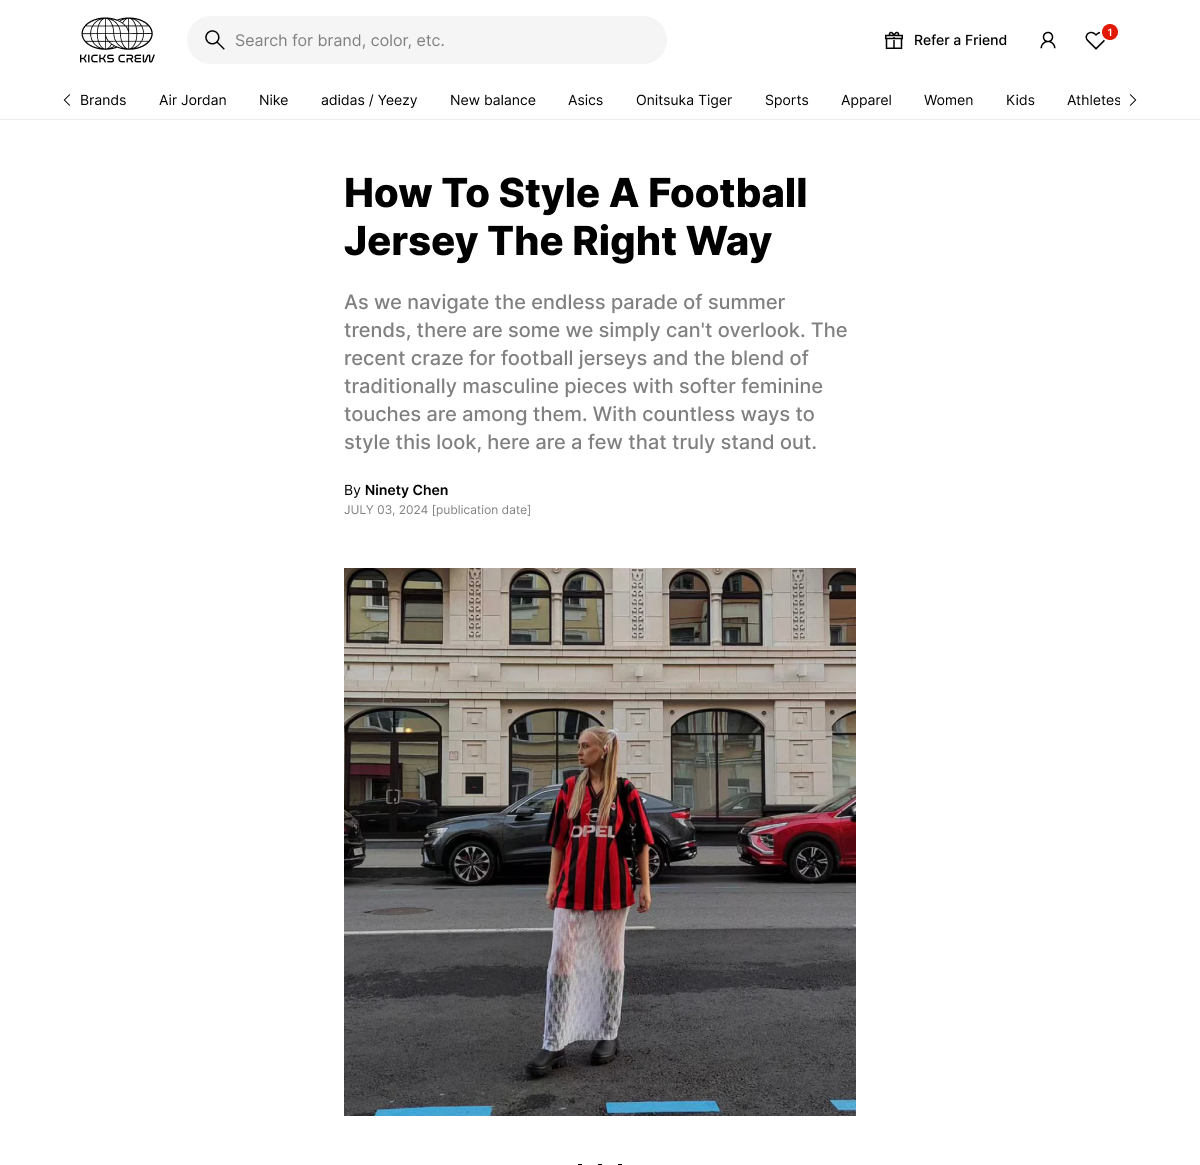 KICKS CREW
Search for brand, color, etc.
Refer a Friend
1
Brands Air Jordan Nike adidas / Yeezy New balance Asics Onitsuka Tiger Sports Apparel Women Kids Athletes
How To Style A Football
Jersey The Right Way
As we navigate the endless parade of summer
trends, there are some we simply can't overlook. The
recent craze for football jerseys and the blend of
traditionally masculine pieces with softer feminine
touches are among them. With countless ways to
style this look, here are a few that truly stand out.
By Ninety Chen
JULY 03, 2024 [publication date]
OPEL